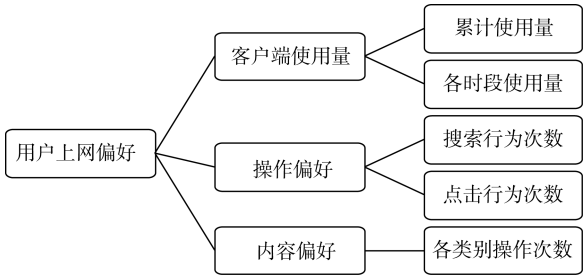 用户上网偏好
客户端使用量
累计使用量
各时段使用量
操作偏好
搜索行为次数
点击行为次数
内容偏好
各类别操作次数